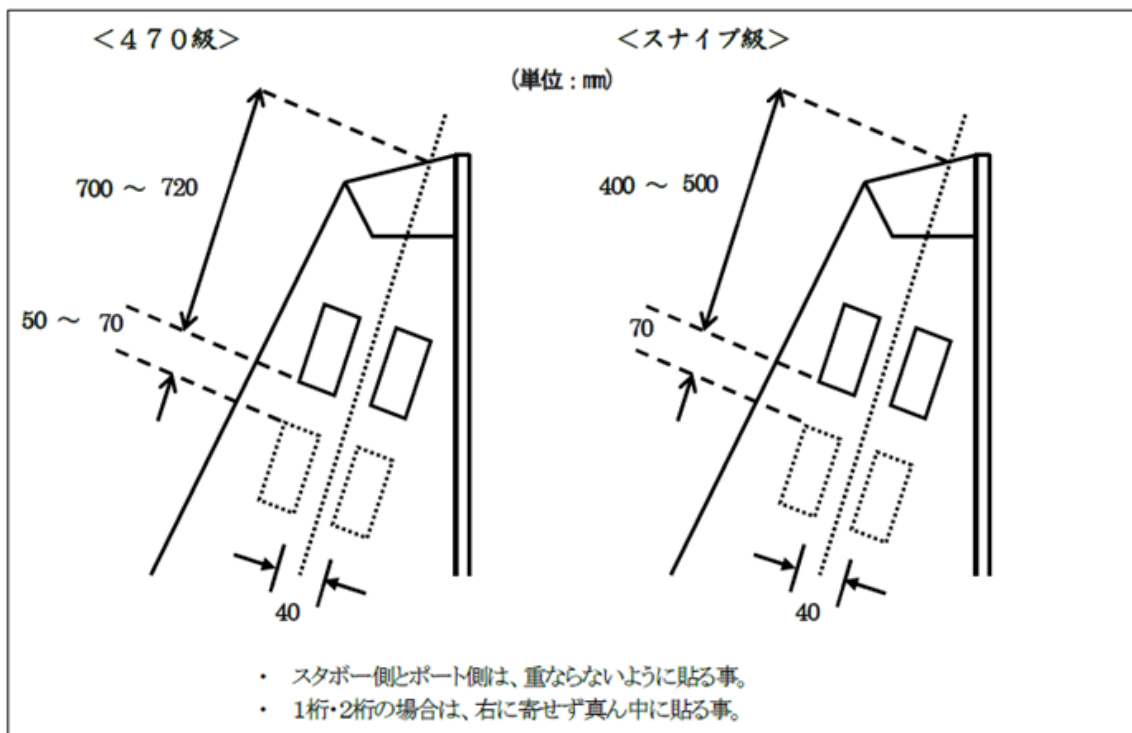 ＜４７０級＞ ＜スナイプ級＞
(単位：㎜)
700 ～ 720 400 ～ 500
50 ～ 70 70
40 40
・ スタボー側とポート側は、重ならないように貼る事。
・ 1桁・2桁の場合は、右に寄せず真ん中に貼る事。